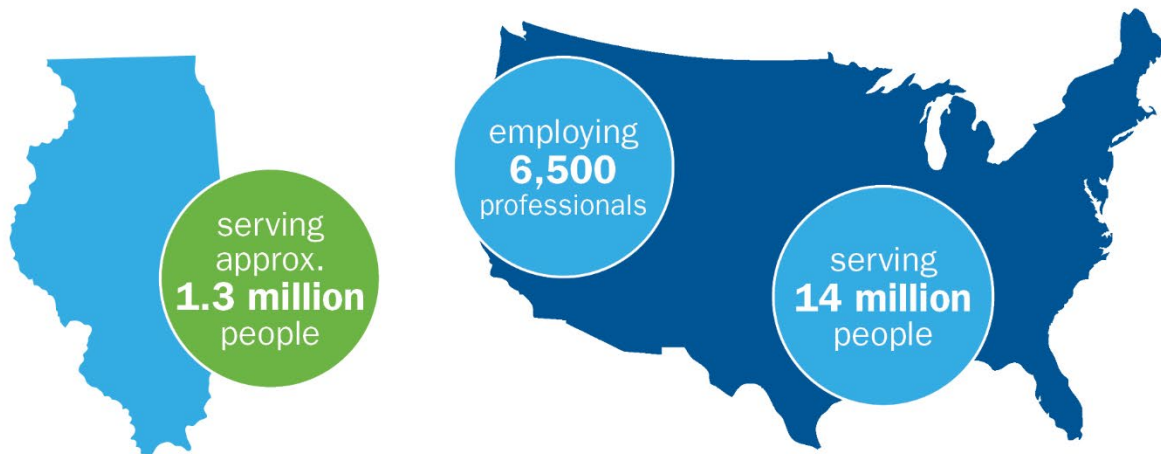 serving
approx.
1.3 million
people
employing
6,500
professionals
serving
14 million
people